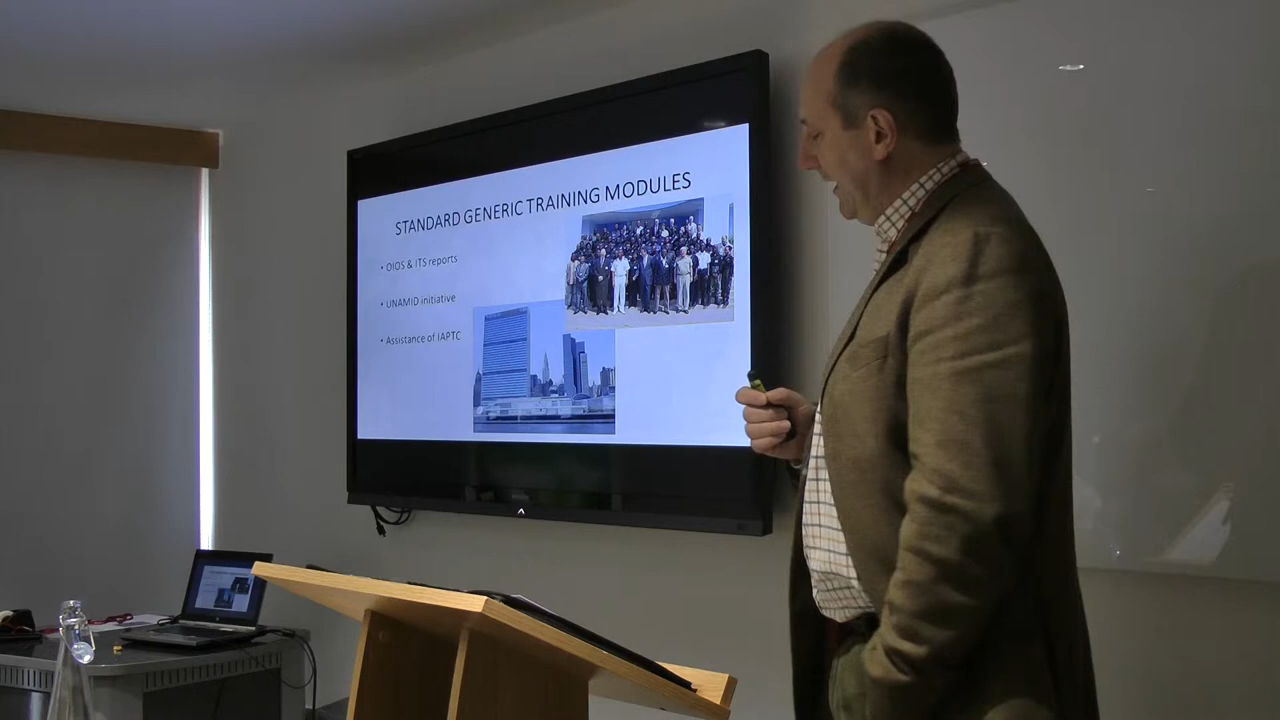 STANDARD GENERIC TRAINING MODULES
• OIOS & ITS reports
• UNAMID initiative
• Assistance of IAPTC